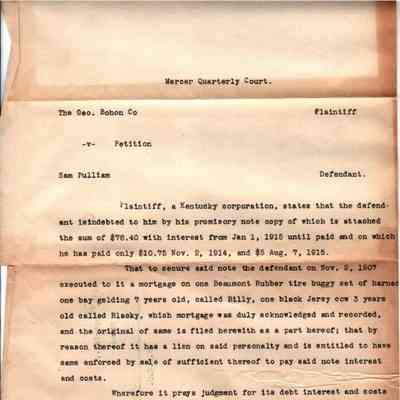 Mercer Quarterly Court.
The Geo. Bohon Co Plaintiff
-v- Petition
Sam Pulliam Defendant.
Plaintiff, a Kentucky corporation, states that the defend-
ant isindebted to him by his promisory note copy of which is attached
the sum of $78.40 with interest from Jan 1, 1915 until paid and on which
he has paid only $10.75 Nov. 2, 1914, and $5 Aug. 7, 1915.
That to secure said note the defendant on Nov. 2, 1907
executed to it a mortgage on one Beaumont Rubber tire buggy set of harnes
one bay gelding 7 years old, called Billy, one black Jersy cow 3 years
old called Blacky, which mortgage was duly acknowledged and recorded,
and the original of same is filed herewith as a part hereof; that by
reason thereof it has a lien on said personalty and is entitled to have
same enforced by sale of sufficient thereof to pay said note interest
and costs.
Wherefore it prays judgment for its debt interest and costs